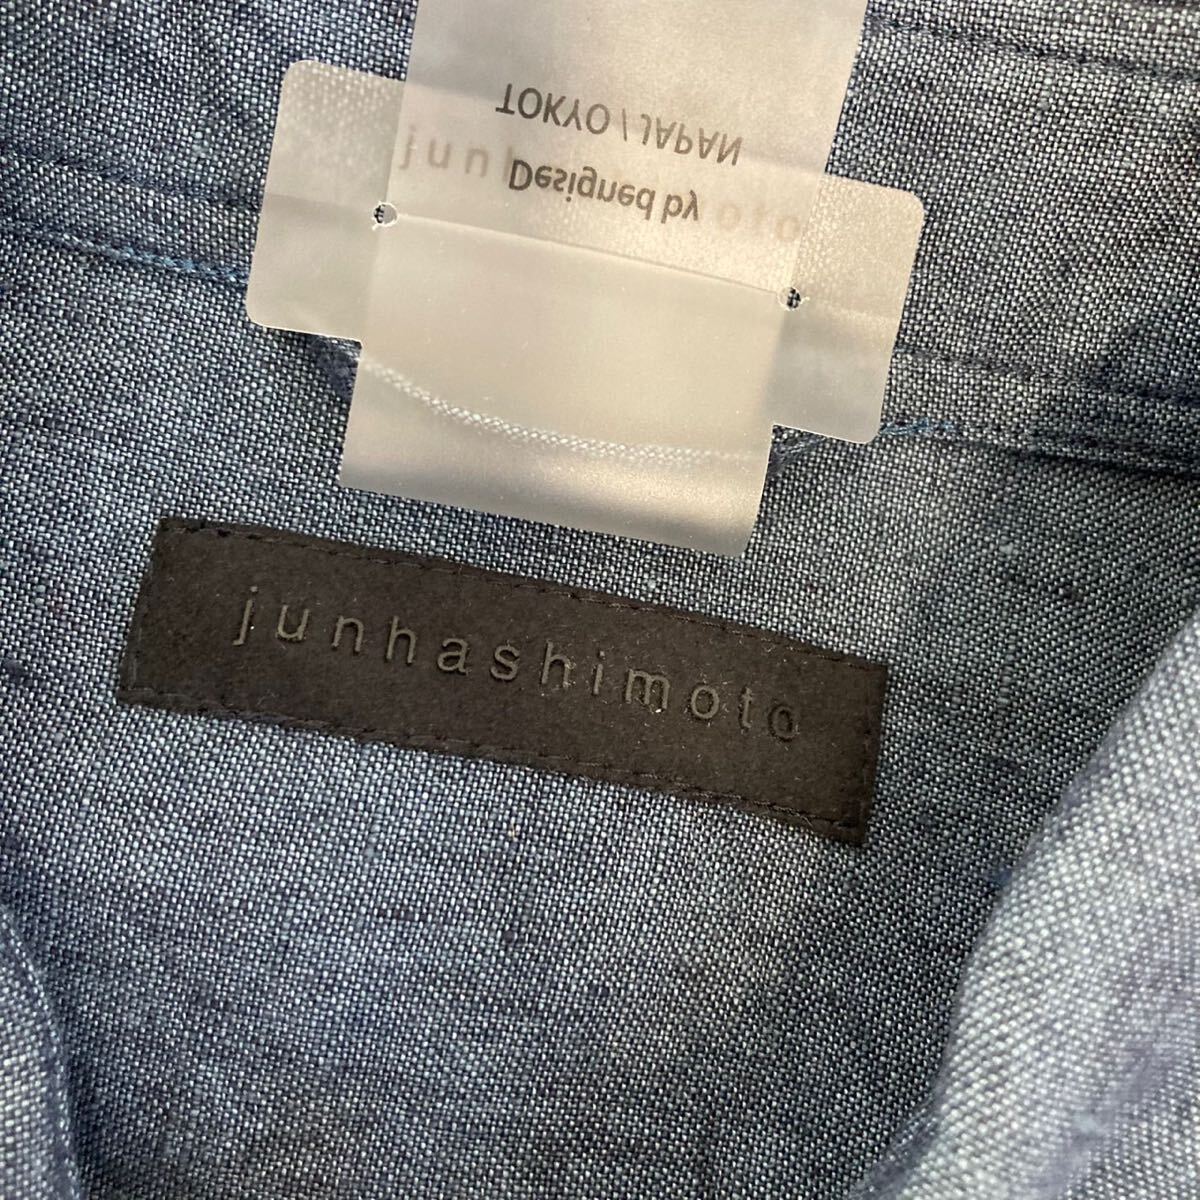 TOKYO / JAPAN
Designed by
junhashimoto